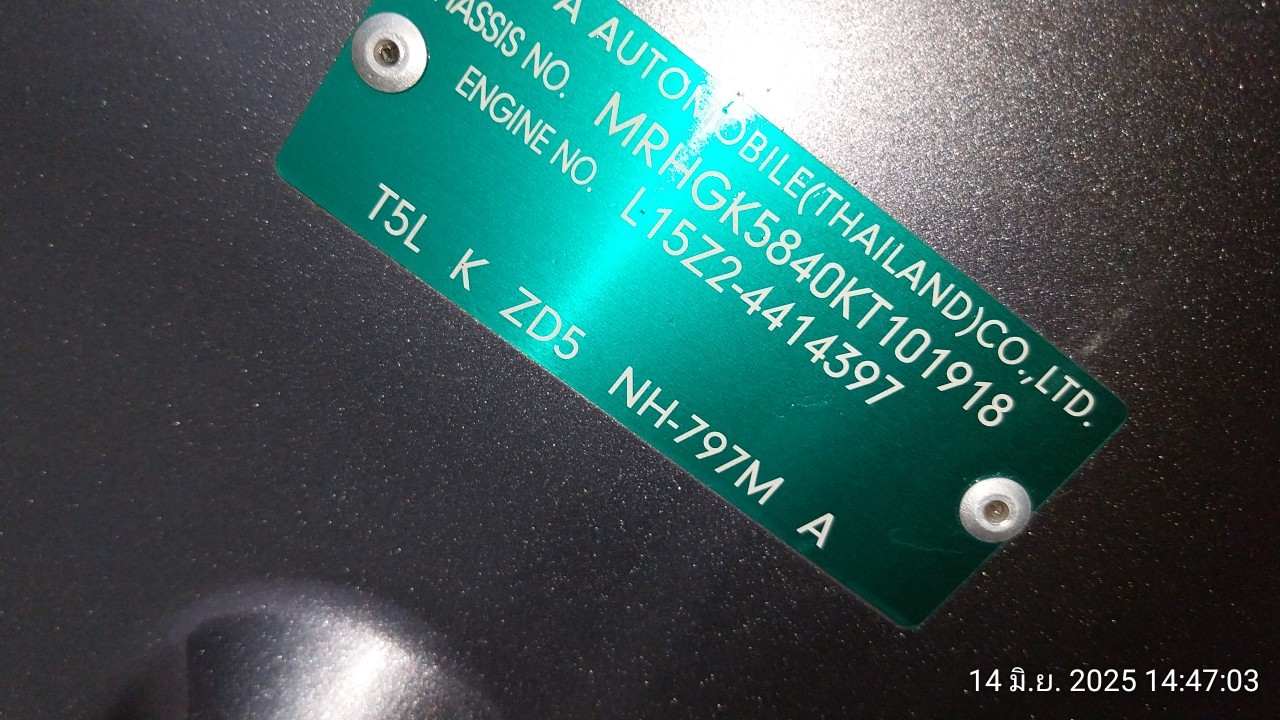 A AUTOMOBILE(THAILAND)CO.,LTD.
HASSIS NO. MRHGK5840KT101918
ENGINE NO. L15Z2-4414397
T5L K ZD5 NH-797M A
14 มิ.ย. 2025 14:47:03